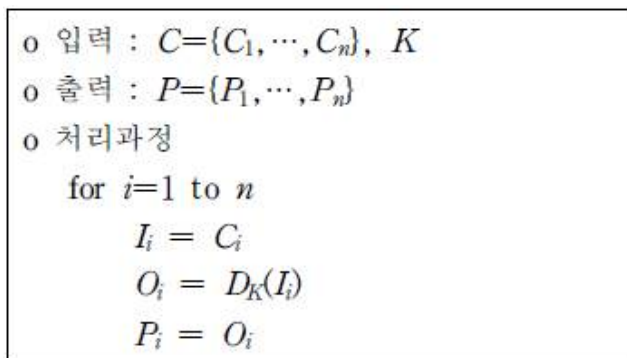 o 입력 : C={C₁,⋯,Cₙ}, K
o 출력 : P={P₁,⋯,Pₙ}
o 처리과정
for i=1 to n
Iᵢ = Cᵢ
Oᵢ = D_K(Iᵢ)
Pᵢ = Oᵢ